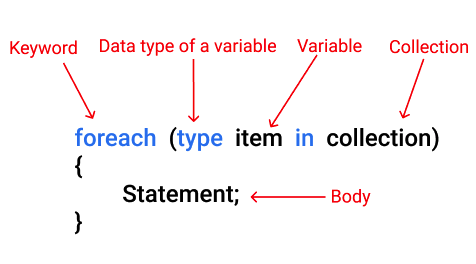 Keyword Data type of a variable Variable Collection
foreach (type item in collection)
{
Statement;
Body
}